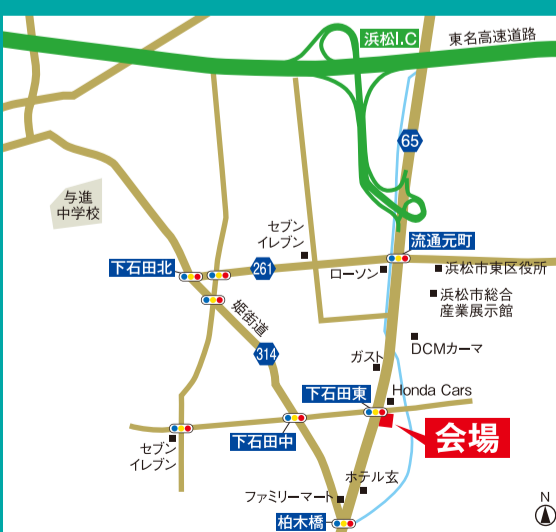 浜松I.C
東名高速道路
65
与進
中学校
セブン
イレブン
流通元町
下石田北
261
ローソン
浜松市東区役所
浜松市総合
産業展示館
姫街道
314
DCMカーマ
ガスト
下石田東
Honda Cars
下石田中
会場
セブン
イレブン
ホテル玄
ファミリーマート
柏木橋
N